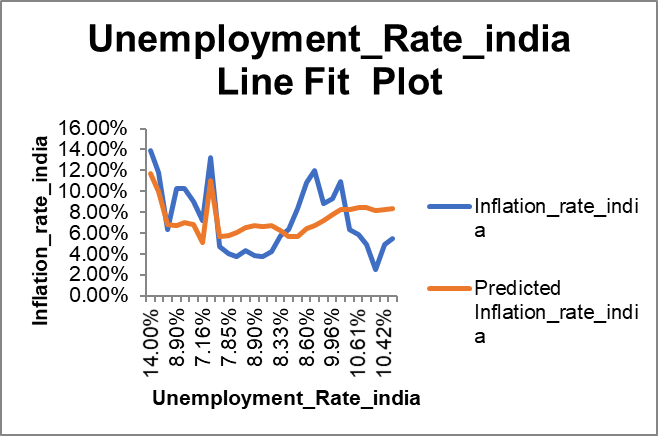 Unemployment_Rate_india
Line Fit  Plot
16.00%
14.00%
12.00%
10.00%
8.00%
6.00%
4.00%
2.00%
0.00%
Inflation_rate_india
14.00%
8.90%
7.16%
7.85%
8.90%
8.33%
8.60%
9.96%
10.61%
10.42%
Unemployment_Rate_india
Inflation_rate_indi
a
Predicted
Inflation_rate_indi
a